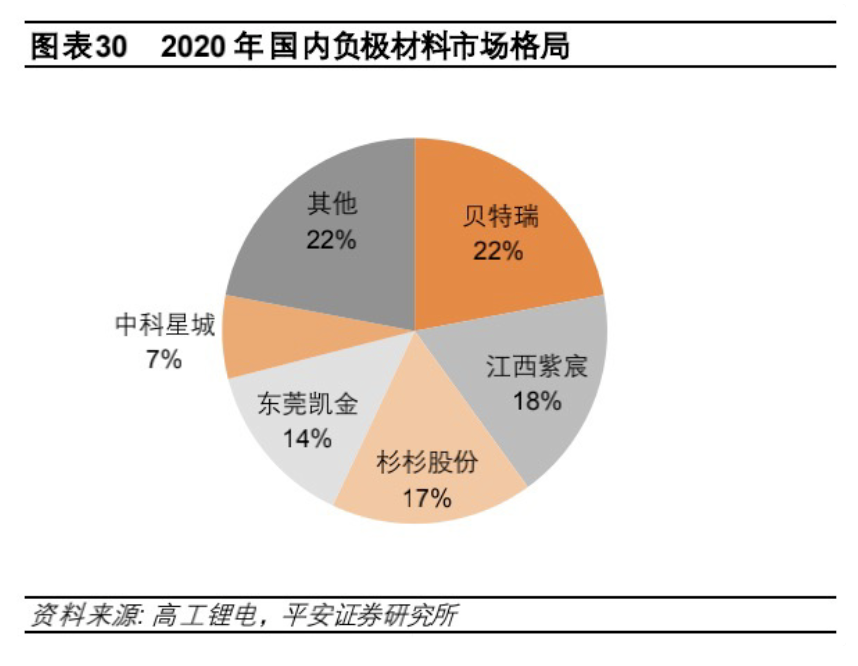 图表30 2020 年国内负极材料市场格局
其他
22%
贝特瑞
22%
中科星城
7%
江西紫宸
18%
东莞凯金
14%
杉杉股份
17%
资料来源: 高工锂电，平安证券研究所